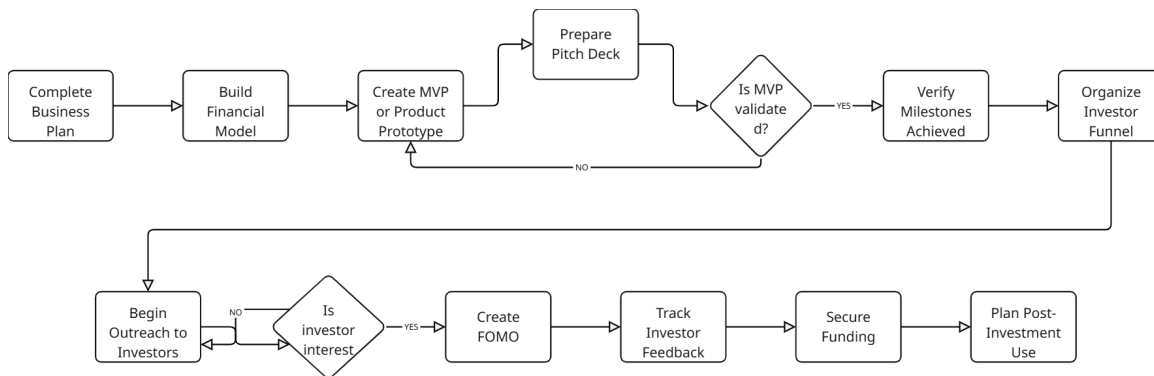 Complete
Business
Plan
Build
Financial
Model
Create MVP
or Product
Prototype
Prepare
Pitch Deck
Is MVP
validate
d?
YES
NO
Verify
Milestones
Achieved
Organize
Investor
Funnel
Begin
Outreach to
Investors
NO
Is
investor
interest
YES
Create
FOMO
Track
Investor
Feedback
Secure
Funding
Plan Post-
Investment
Use